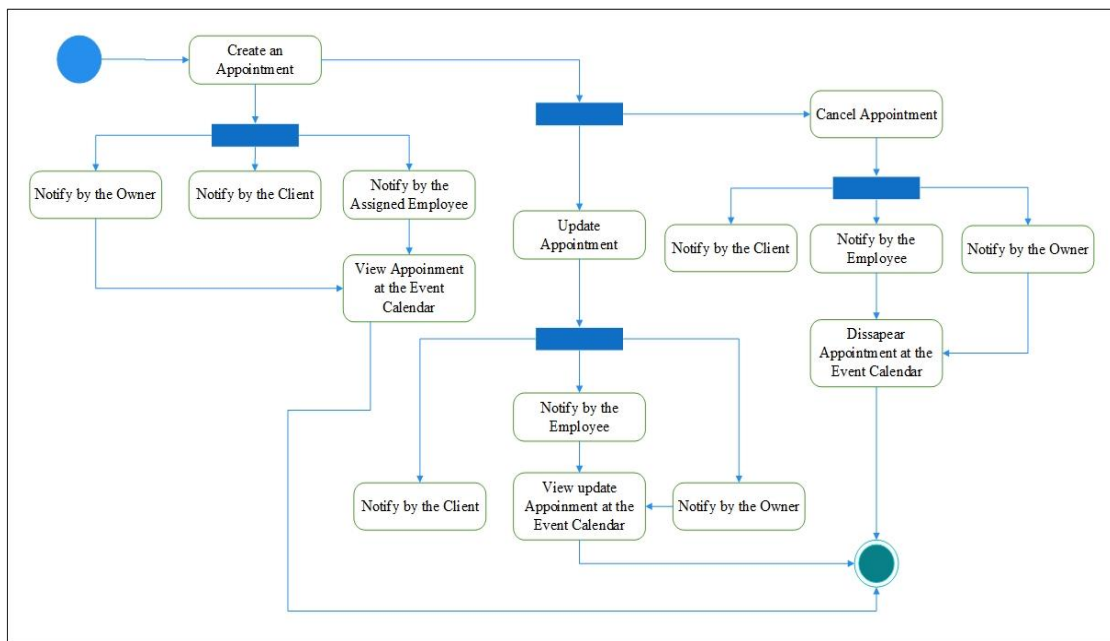 Create an
Appointment
Cancel Appointment
Notify by the Owner
Notify by the Client
Notify by the
Assigned Employee
Update
Appointment
Notify by the Client
Notify by the
Employee
Notify by the Owner
View Appoinment
at the Event
Calendar
Dissapear
Appointment at the
Event Calendar
Notify by the
Employee
Notify by the Client
View update
Appoinment at the
Event Calendar
Notify by the Owner